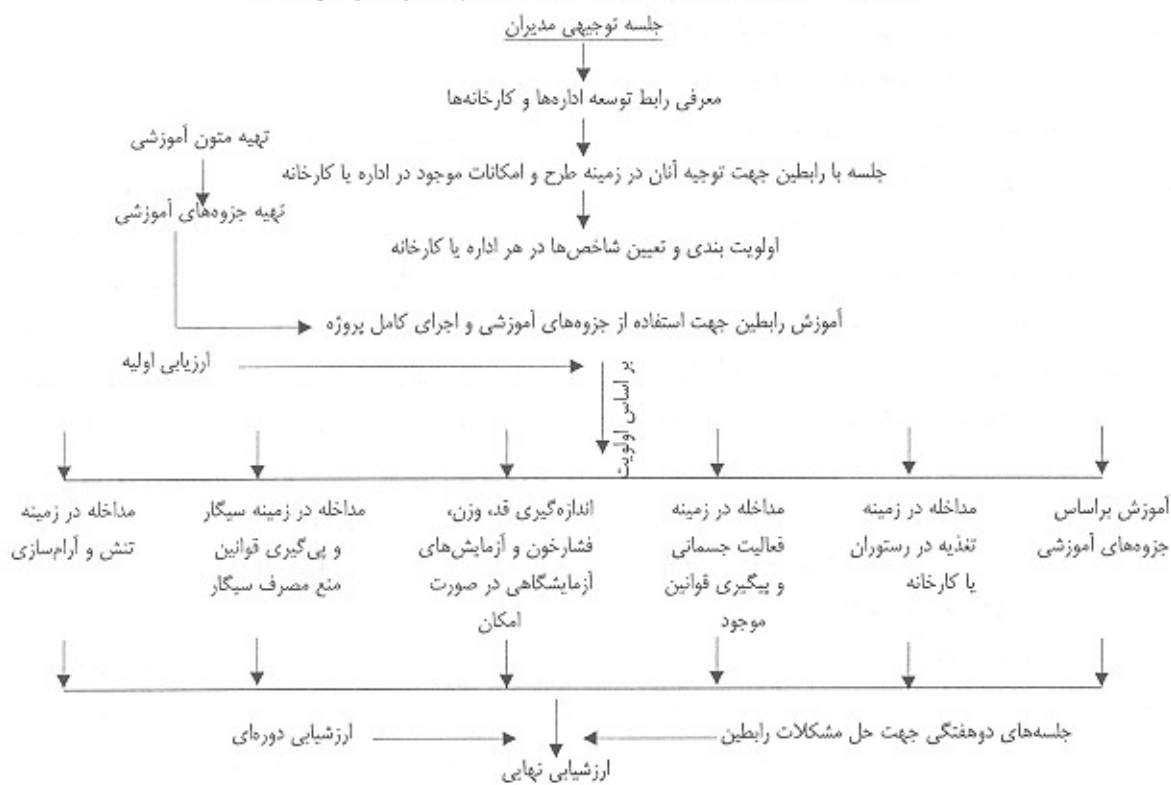 جلسه توجیهی مدیران
معرفی رابط توسعه اداره‌ها و کارخانه‌ها
تهیه متون آموزشی
جلسه با رابطین جهت توجیه آنان در زمینه طرح و امکانات موجود در اداره یا کارخانه
تهیه جزوه‌های آموزشی
اولویت بندی و تعیین شاخص‌ها در هر اداره یا کارخانه
آموزش رابطین جهت استفاده از جزوه‌های آموزشی و اجرای کامل پروژه
ارزیابی اولیه
بر اساس اولویت
آموزش براساس
جزوه‌های آموزشی
مداخله در زمینه
تغذیه در رستوران
یا کارخانه
مداخله در زمینه
فعالیت جسمانی
و پیگیری قوانین
موجود
اندازه‌گیری قد، وزن،
فشارخون و آزمایش‌های
آزمایشگاهی در صورت
امکان
مداخله در زمینه سیگار
و پی‌گیری قوانین
منع مصرف سیگار
مداخله در زمینه
تنش و آرام‌سازی
جلسه‌های دوهفتگی جهت حل مشکلات رابطین
ارزشیابی دوره‌ای
ارزشیابی نهایی